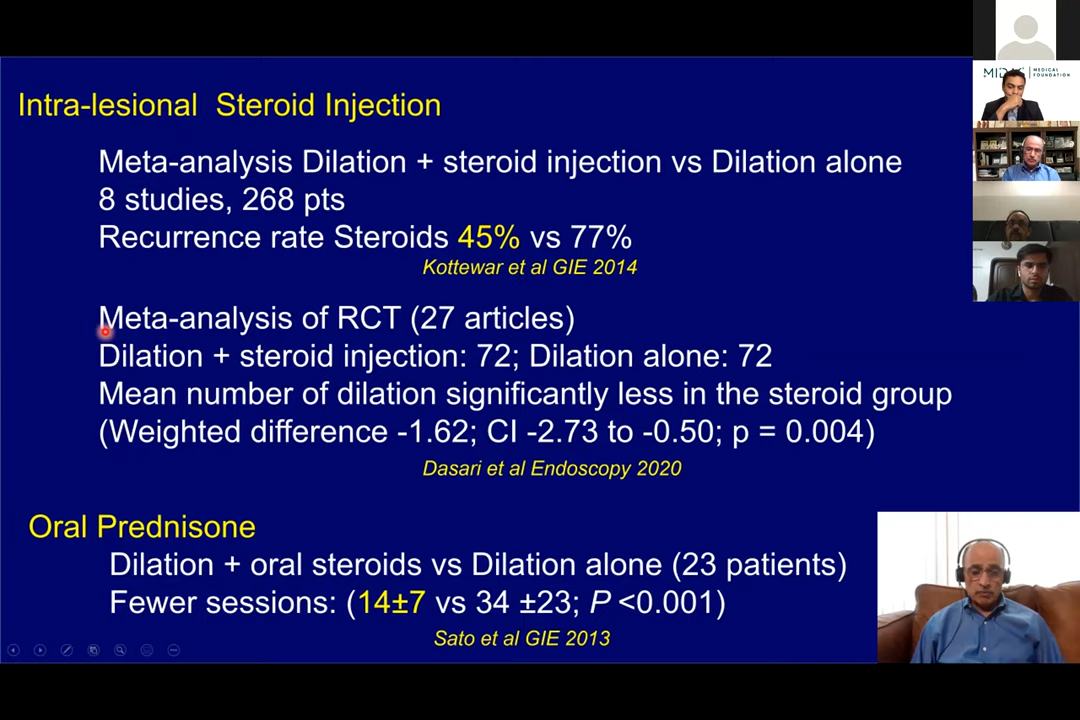 Intra-lesional Steroid Injection
Meta-analysis Dilation + steroid injection vs Dilation alone
8 studies, 268 pts
Recurrence rate Steroids 45% vs 77%
Kottewar et al GIE 2014
Meta-analysis of RCT (27 articles)
Dilation + steroid injection: 72; Dilation alone: 72
Mean number of dilation significantly less in the steroid group
(Weighted difference -1.62; CI -2.73 to -0.50; p = 0.004)
Dasari et al Endoscopy 2020
Oral Prednisone
Dilation + oral steroids vs Dilation alone (23 patients)
Fewer sessions: (14±7 vs 34 ±23; P <0.001)
Sato et al GIE 2013
MEDICAL
FOUNDATION